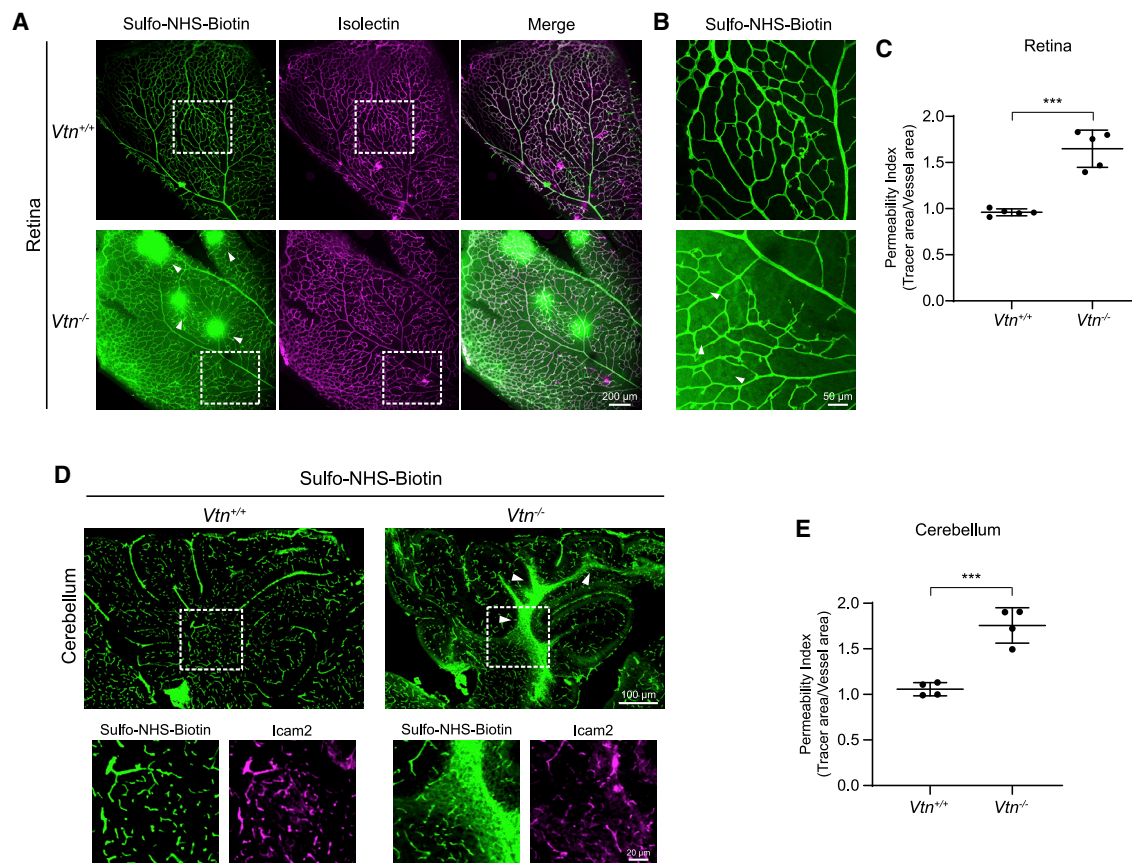 A
Sulfo-NHS-Biotin
Isolectin
Merge
Retina
Vtn+/+
Vtn-/-
200 µm
B
Sulfo-NHS-Biotin
50 µm
C
Retina
***
Permeability Index
(Tracer area/Vessel area)
2.0
1.5
1.0
0.5
0.0
Vtn+/+
Vtn-/-
D
Sulfo-NHS-Biotin
Vtn+/+
Vtn-/-
Cerebellum
100 µm
Sulfo-NHS-Biotin
Icam2
Sulfo-NHS-Biotin
Icam2
20 µm
E
Cerebellum
***
Permeability Index
(Tracer area/Vessel area)
2.0
1.5
1.0
0.5
0.0
Vtn+/+
Vtn-/-